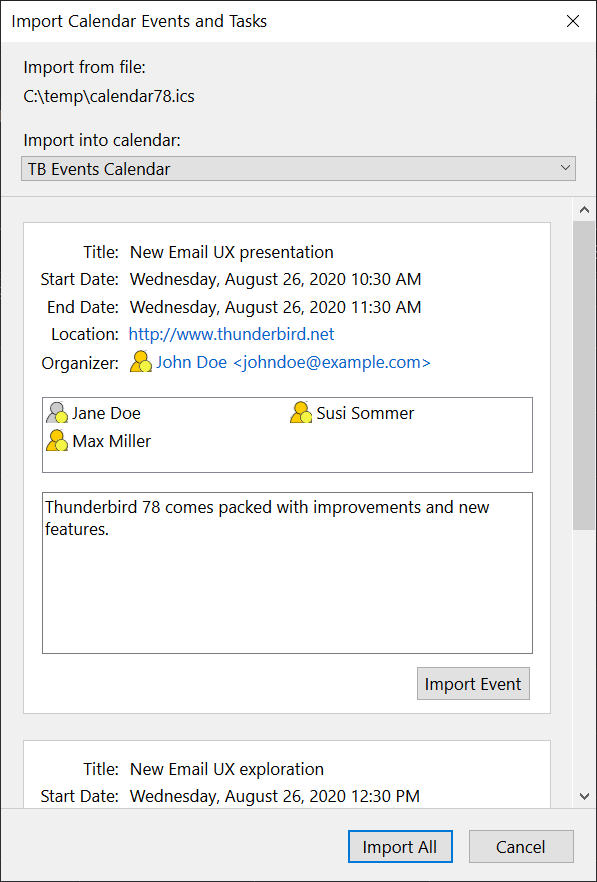 Import Calendar Events and Tasks
Import from file:
C:\temp\calendar78.ics
Import into calendar:
TB Events Calendar
Title: New Email UX presentation
Start Date: Wednesday, August 26, 2020 10:30 AM
End Date: Wednesday, August 26, 2020 11:30 AM
Location: http://www.thunderbird.net
Organizer: John Doe <johndoe@example.com>
Jane Doe Susi Sommer
Max Miller
Thunderbird 78 comes packed with improvements and new
features.
Import Event
Title: New Email UX exploration
Start Date: Wednesday, August 26, 2020 12:30 PM
Import All Cancel